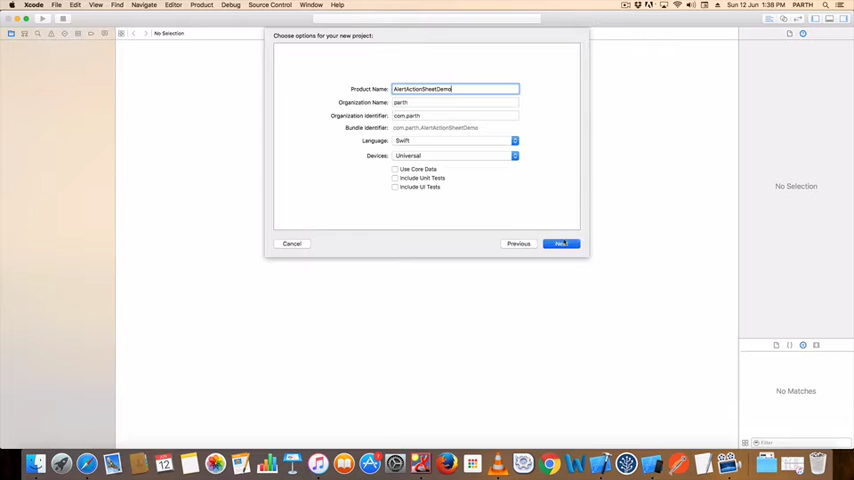 Xcode File Edit View Find Navigate Editor Product Debug Source Control Window Help Sun 12 Jun 1:38 PM PARTH
No Selection
Choose options for your new project:
Product Name: AlertActionSheetDemo
Organization Name: parth
Organization Identifier: com.parth
Bundle Identifier: com.parth.AlertActionSheetDemo
Language: Swift
Devices: Universal
Use Core Data
Include Unit Tests
Include UI Tests
Cancel Previous Next
No Selection
No Matches
Filter